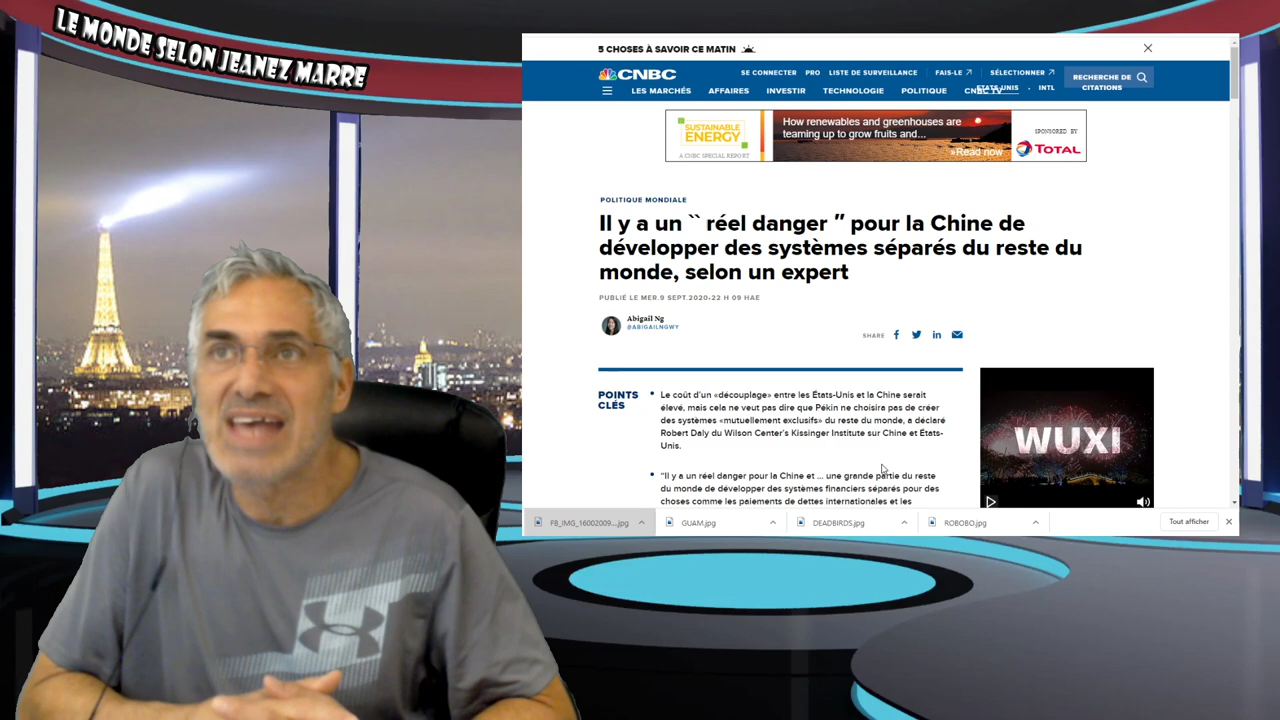 LE MONDE SELON JEANEZ MARRE
5 CHOSES À SAVOIR CE MATIN
CNBC
SE CONNECTER PRO LISTE DE SURVEILLANCE FAIS-LE SÉLECTIONNER
RECHERCHE DE CITATIONS
ÉTATS UNIS INTL
LES MARCHÉS AFFAIRES INVESTIR TECHNOLOGIE POLITIQUE CNBC TV
SUSTAINABLE
ENERGY
A CNBC SPECIAL REPORT
How renewables and greenhouses are
teaming up to grow fruits and...
»Read now
SPONSORED BY
TOTAL
POLITIQUE MONDIALE
Il y a un `` réel danger ″ pour la Chine de
développer des systèmes séparés du reste du
monde, selon un expert
PUBLIÉ LE MER.9 SEPT.2020•22 H 09 HAE
Abigail Ng
@ABIGAILNGWY
SHARE
POINTS
CLÉS
• Le coût d'un «découplage» entre les États-Unis et la Chine serait
élevé, mais cela ne veut pas dire que Pékin ne choisira pas de créer
des systèmes «mutuellement exclusifs» du reste du monde, a déclaré
Robert Daly du Wilson Center's Kissinger Institute sur Chine et États-
Unis.
• "Il y a un réel danger pour la Chine et ... une grande partie du reste
du monde de développer des systèmes financiers séparés pour des
choses comme les paiements de dettes internationales et les
WUXI
FB_IMG_16002009....jpg
GUAM.jpg
DEADBIRDS.jpg
ROBOBO.jpg
Tout afficher